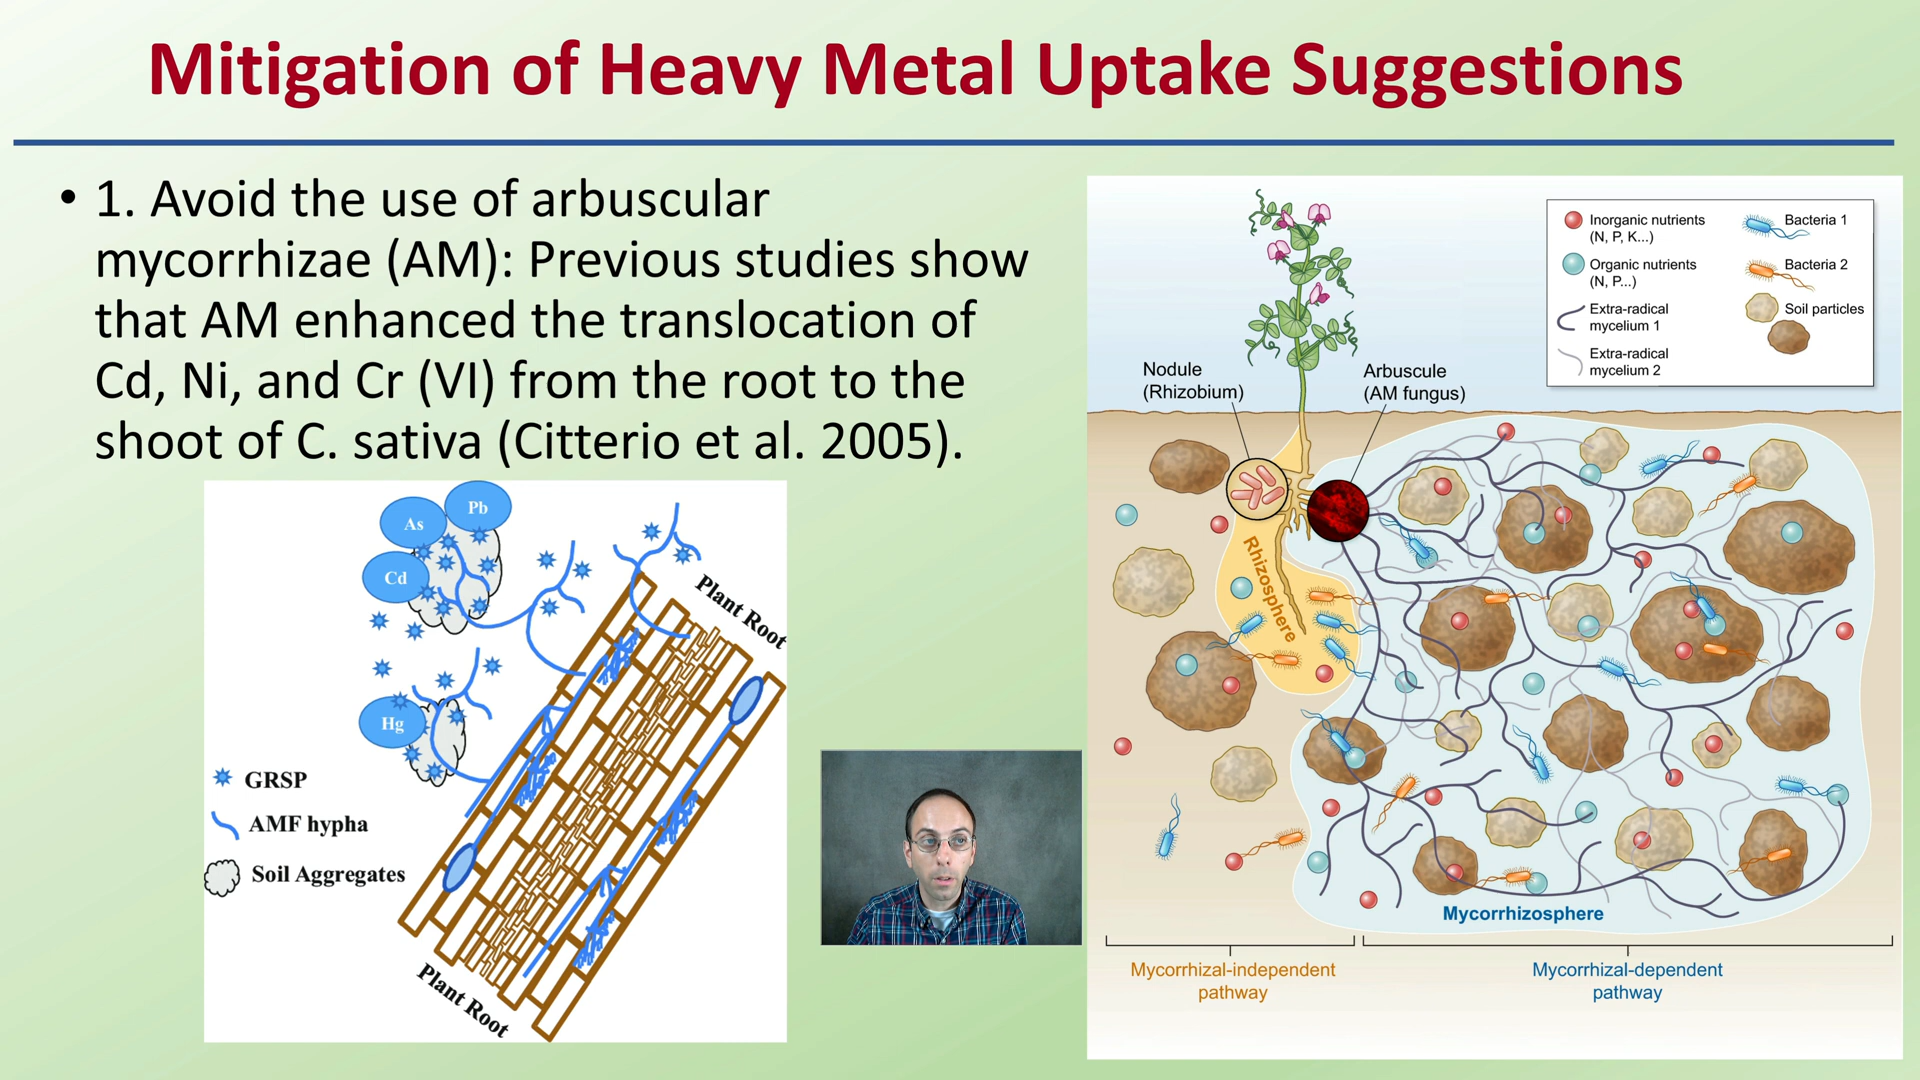 Mitigation of Heavy Metal Uptake Suggestions
• 1. Avoid the use of arbuscular
mycorrhizae (AM): Previous studies show
that AM enhanced the translocation of
Cd, Ni, and Cr (VI) from the root to the
shoot of C. sativa (Citterio et al. 2005).
As
Pb
Cd
Hg
Plant Root
GRSP
AMF hypha
Soil Aggregates
Plant Root
Inorganic nutrients
(N, P, K...)
Organic nutrients
(N, P...)
Extra-radical
mycelium 1
Extra-radical
mycelium 2
Bacteria 1
Bacteria 2
Soil particles
Nodule
(Rhizobium)
Arbuscule
(AM fungus)
Rhizosphere
Mycorrhizosphere
Mycorrhizal-independent
pathway
Mycorrhizal-dependent
pathway